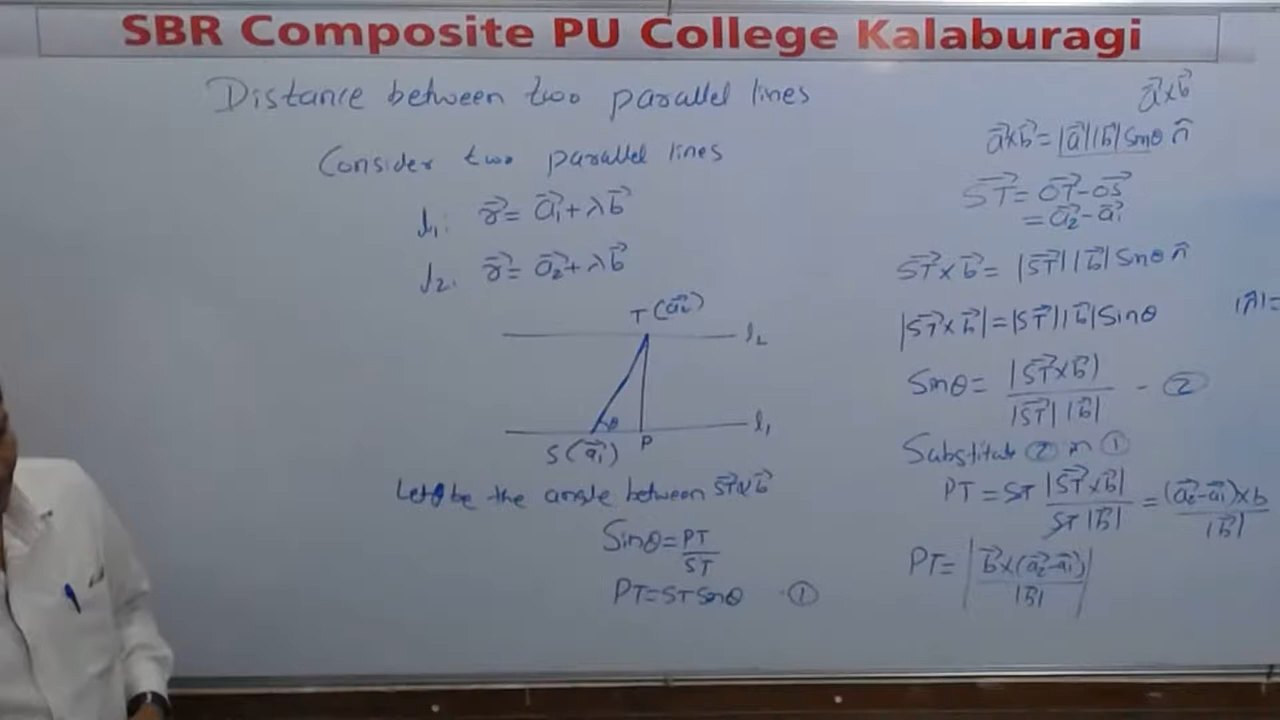 SBR Composite PU College Kalaburagi
Distance between two parallel lines
Consider two parallel lines
l₁: r⃗ = a⃗₁ + λb⃗
l₂: r⃗ = a⃗₂ + λb⃗
T(a⃗₂)
l₂
θ
l₁
S(a⃗₁) P
Let θ be the angle between ST⃗ & b⃗
Sinθ = PT/ST
PT = ST Sinθ ①
a⃗×b⃗
a⃗×b⃗ = |a⃗||b⃗| Sinθ n̂
ST⃗ = OT⃗ - OS⃗
= a⃗₂ - a⃗₁
ST⃗×b⃗ = |ST⃗||b⃗| Sinθ n̂
|ST⃗×b⃗| = |ST⃗||b⃗| Sinθ
|n̂| =
Sinθ = |ST⃗×b⃗| / |ST⃗||b⃗| - ②
Substitute ② in ①
PT = ST |ST⃗×b⃗| / ST |b⃗| = (a⃗₂-a⃗₁)×b / |b⃗|
PT = | b⃗×(a⃗₂-a⃗₁) / |b⃗| |